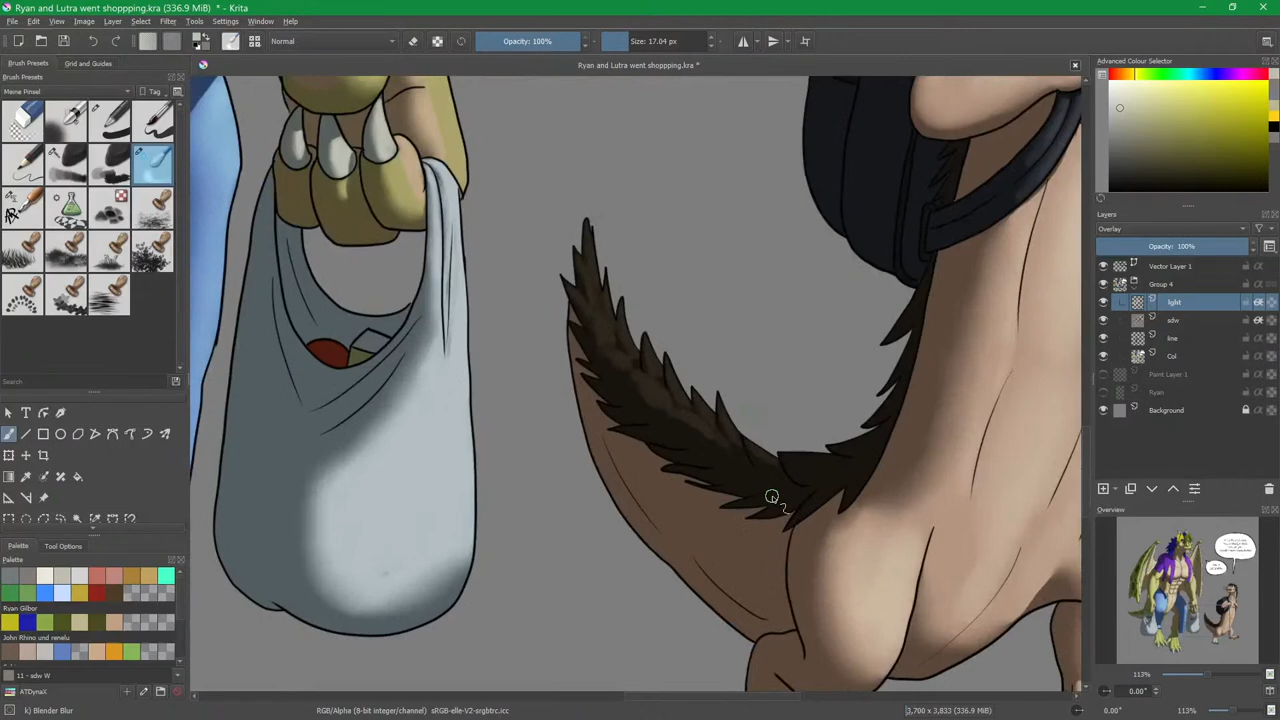 Ryan and Lutra went shoppping.kra (336.9 MiB) * - Krita
File Edit View Image Layer Select Filter Tools Settings Window Help
Normal
Opacity: 100%
Size: 17.04 px
Brush Presets
Grid and Guides
Ryan and Lutra went shoppping.kra *
Advanced Colour Selector
Brush Presets
Meine Pinsel
Tag
Layers
Overlay
Opacity: 100%
Vector Layer 1
Group 4
light
sdw
line
Col
Paint Layer 1
Ryan
Background
Search
Overview
Palette
Tool Options
Ryan Gilbor
John Rhino und renelu
11 - sdw W
ATDynaX
113%
0.00°
k) Blender Blur
RGB/Alpha (8-bit integer/channel) sRGB-elle-V2-srgbtrc.icc
3,700 x 3,833 (336.9 MiB)
0.00°
113%